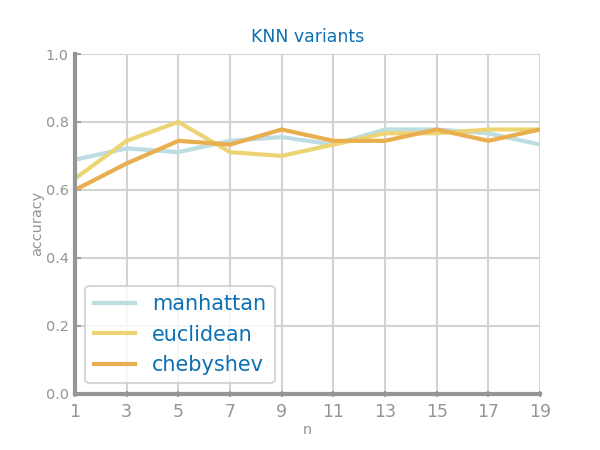 KNN variants
1.0
0.8
0.6
0.4
0.2
0.0
accuracy
manhattan
euclidean
chebyshev
1 3 5 7 9 11 13 15 17 19
n